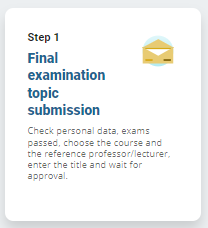 Step 1
Final
examination
topic
submission
Check personal data, exams
passed, choose the course and
the reference professor/lecturer,
enter the title and wait for
approval.